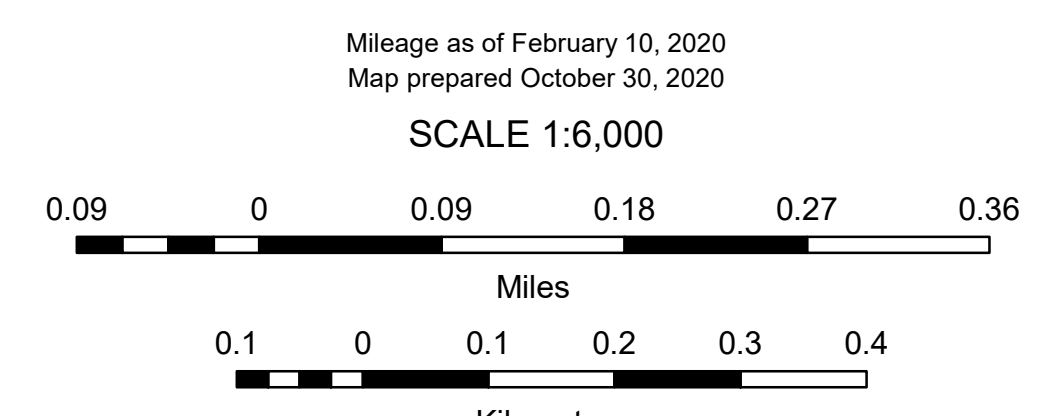 Mileage as of February 10, 2020
Map prepared October 30, 2020
SCALE 1:6,000
0.09 0 0.09 0.18 0.27 0.36
Miles
0.1 0 0.1 0.2 0.3 0.4